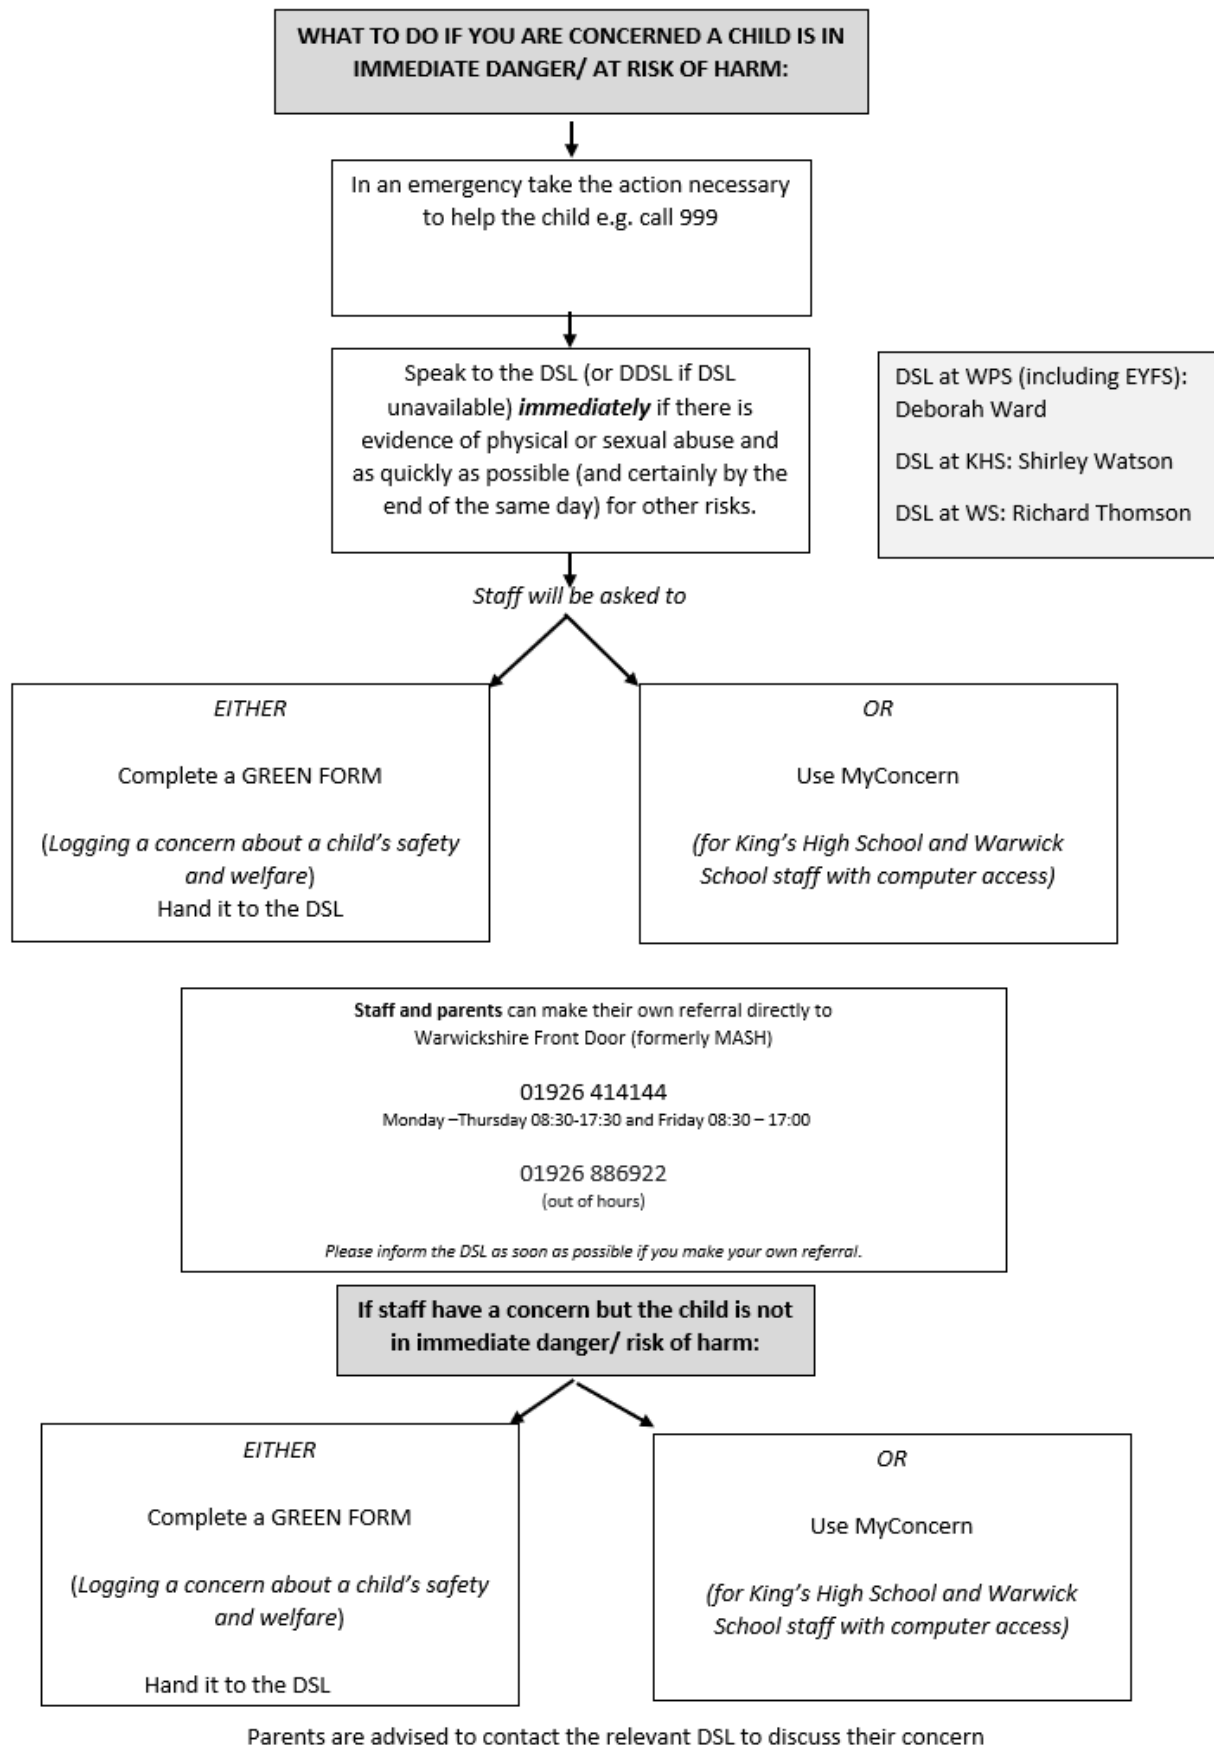 WHAT TO DO IF YOU ARE CONCERNED A CHILD IS IN
IMMEDIATE DANGER/ AT RISK OF HARM:
In an emergency take the action necessary
to help the child e.g. call 999
Speak to the DSL (or DDSL if DSL
unavailable) immediately if there is
evidence of physical or sexual abuse and
as quickly as possible (and certainly by the
end of the same day) for other risks.
DSL at WPS (including EYFS):
Deborah Ward
DSL at KHS: Shirley Watson
DSL at WS: Richard Thomson
Staff will be asked to
EITHER
Complete a GREEN FORM
(Logging a concern about a child's safety
and welfare)
Hand it to the DSL
OR
Use MyConcern
(for King's High School and Warwick
School staff with computer access)
Staff and parents can make their own referral directly to
Warwickshire Front Door (formerly MASH)
01926 414144
Monday –Thursday 08:30-17:30 and Friday 08:30 – 17:00
01926 886922
(out of hours)
Please inform the DSL as soon as possible if you make your own referral.
If staff have a concern but the child is not
in immediate danger/ risk of harm:
EITHER
Complete a GREEN FORM
(Logging a concern about a child's safety
and welfare)
Hand it to the DSL
OR
Use MyConcern
(for King's High School and Warwick
School staff with computer access)
Parents are advised to contact the relevant DSL to discuss their concern